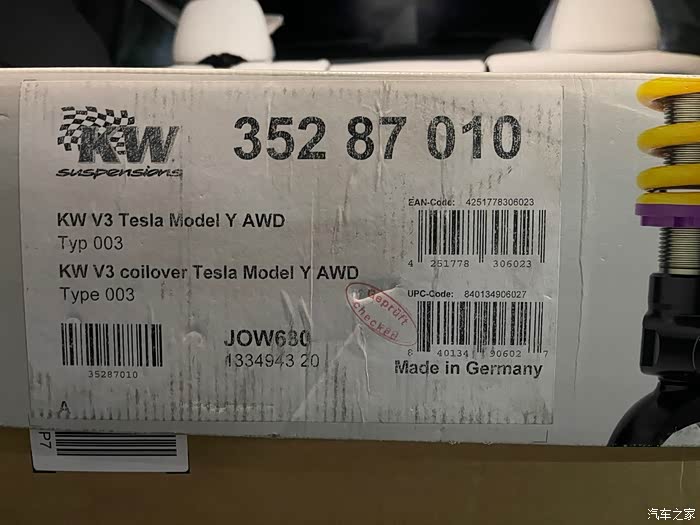 KW
suspensions
352 87 010
KW V3 Tesla Model Y AWD
Typ 003
KW V3 coilover Tesla Model Y AWD
Type 003
EAN-Code: 4251778306023
4 251778 306023
UPC-Code: 840134906027
8 40134 90602 7
Geprüft
checked
35287010
JOW680
1334943 20
Made in Germany
A
P7
汽车之家